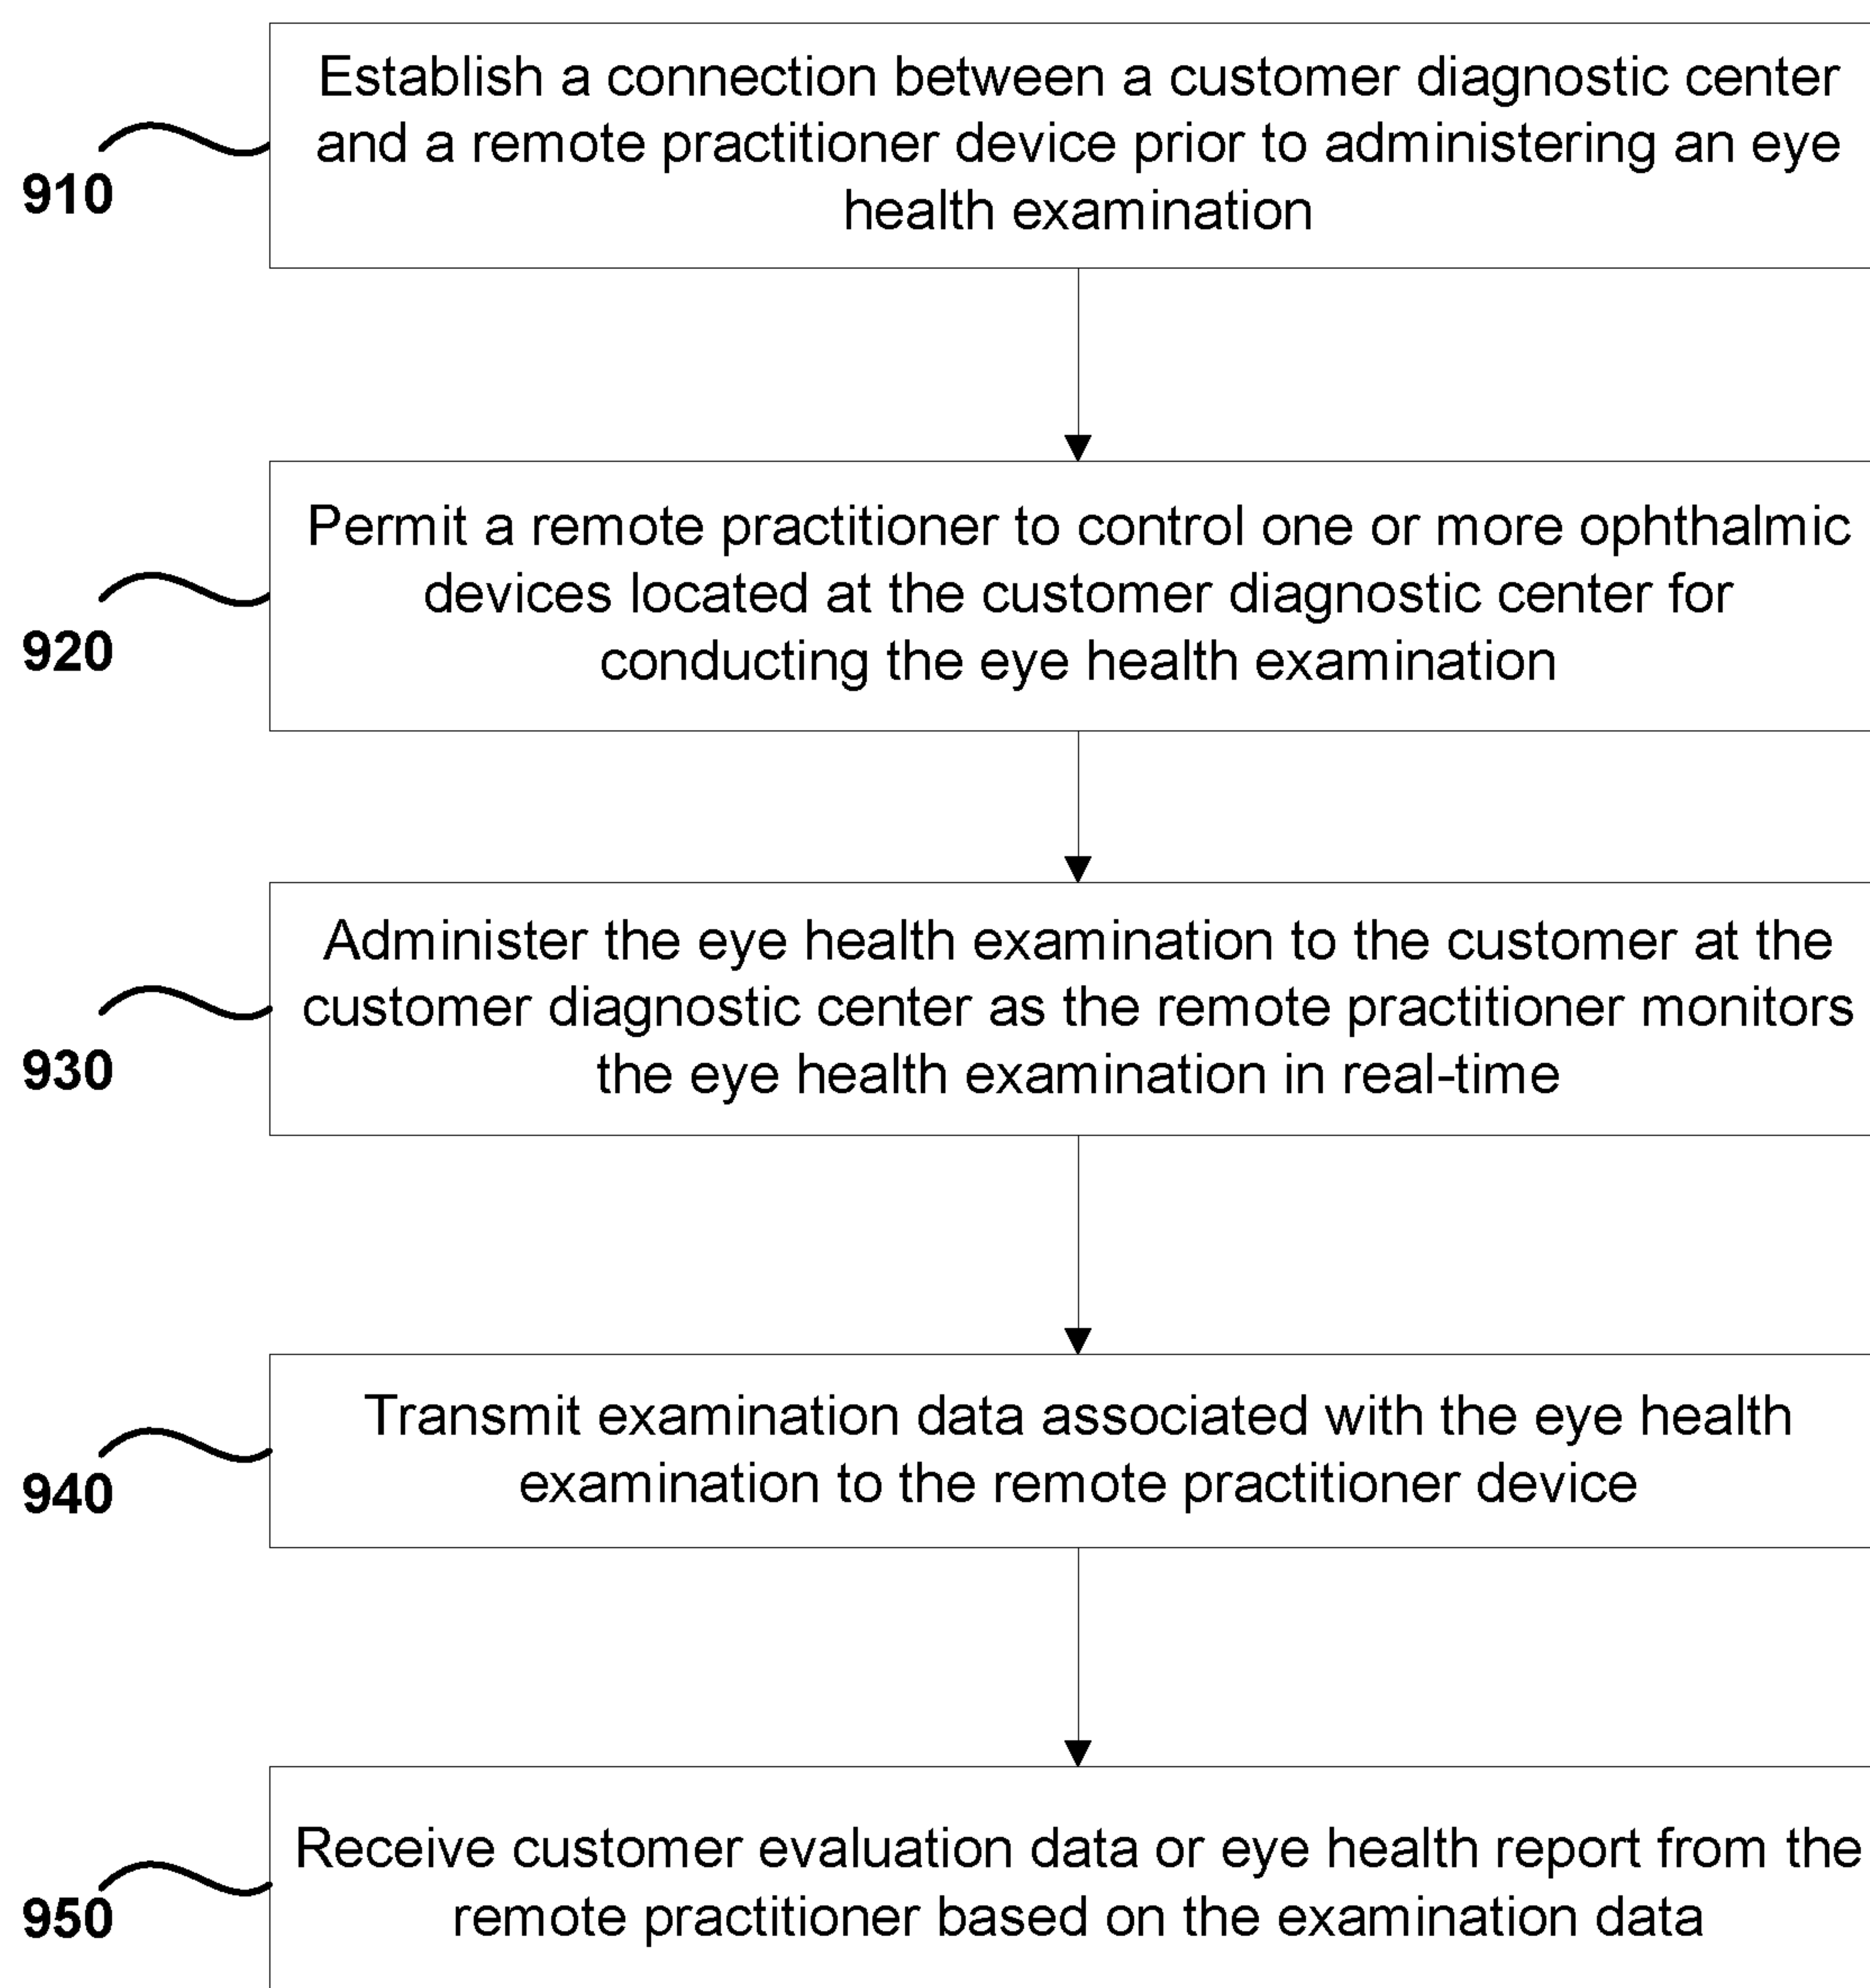 Establish a connection between a customer diagnostic center
and a remote practitioner device prior to administering an eye
health examination
910
Permit a remote practitioner to control one or more ophthalmic
devices located at the customer diagnostic center for
conducting the eye health examination
920
Administer the eye health examination to the customer at the
customer diagnostic center as the remote practitioner monitors
the eye health examination in real-time
930
Transmit examination data associated with the eye health
examination to the remote practitioner device
940
Receive customer evaluation data or eye health report from the
remote practitioner based on the examination data
950